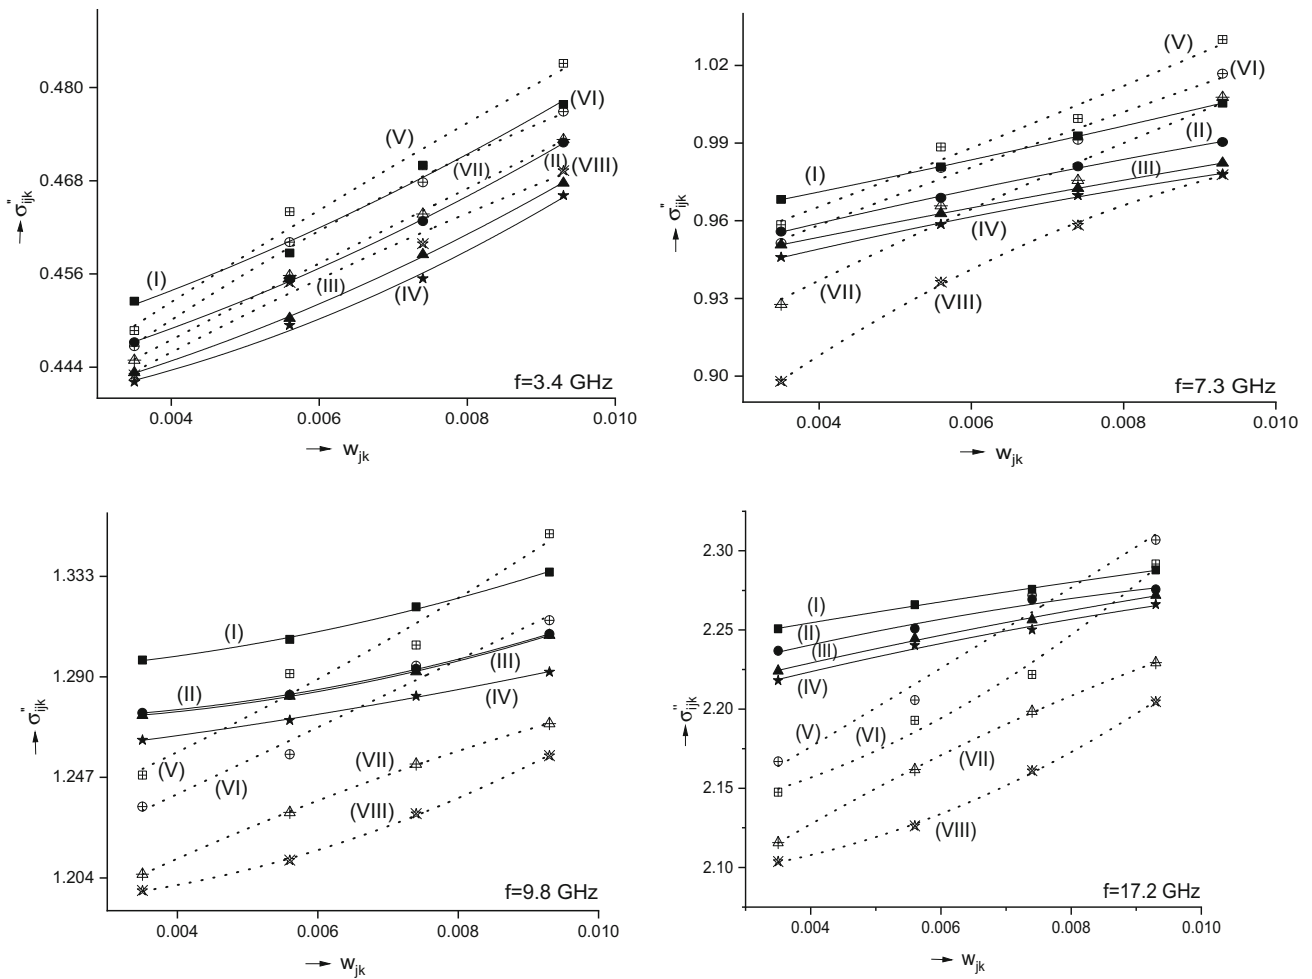 0.480
0.468
0.456
0.444
σ"ijk
(I)
(V)
(VI)
(VII)
(II)
(VIII)
(III)
(IV)
f=3.4 GHz
0.004
0.006
0.008
0.010
wjk
1.02
0.99
0.96
0.93
0.90
σ"ijk
(V)
(VI)
(II)
(I)
(III)
(IV)
(VII)
(VIII)
f=7.3 GHz
0.004
0.006
0.008
0.010
wjk
1.333
1.290
1.247
1.204
σ"ijk
(I)
(III)
(II)
(IV)
(V)
(VI)
(VII)
(VIII)
f=9.8 GHz
0.004
0.006
0.008
0.010
wjk
2.30
2.25
2.20
2.15
2.10
σ"ijk
(I)
(II)
(III)
(IV)
(V)
(VI)
(VII)
(VIII)
f=17.2 GHz
0.004
0.006
0.008
0.010
wjk